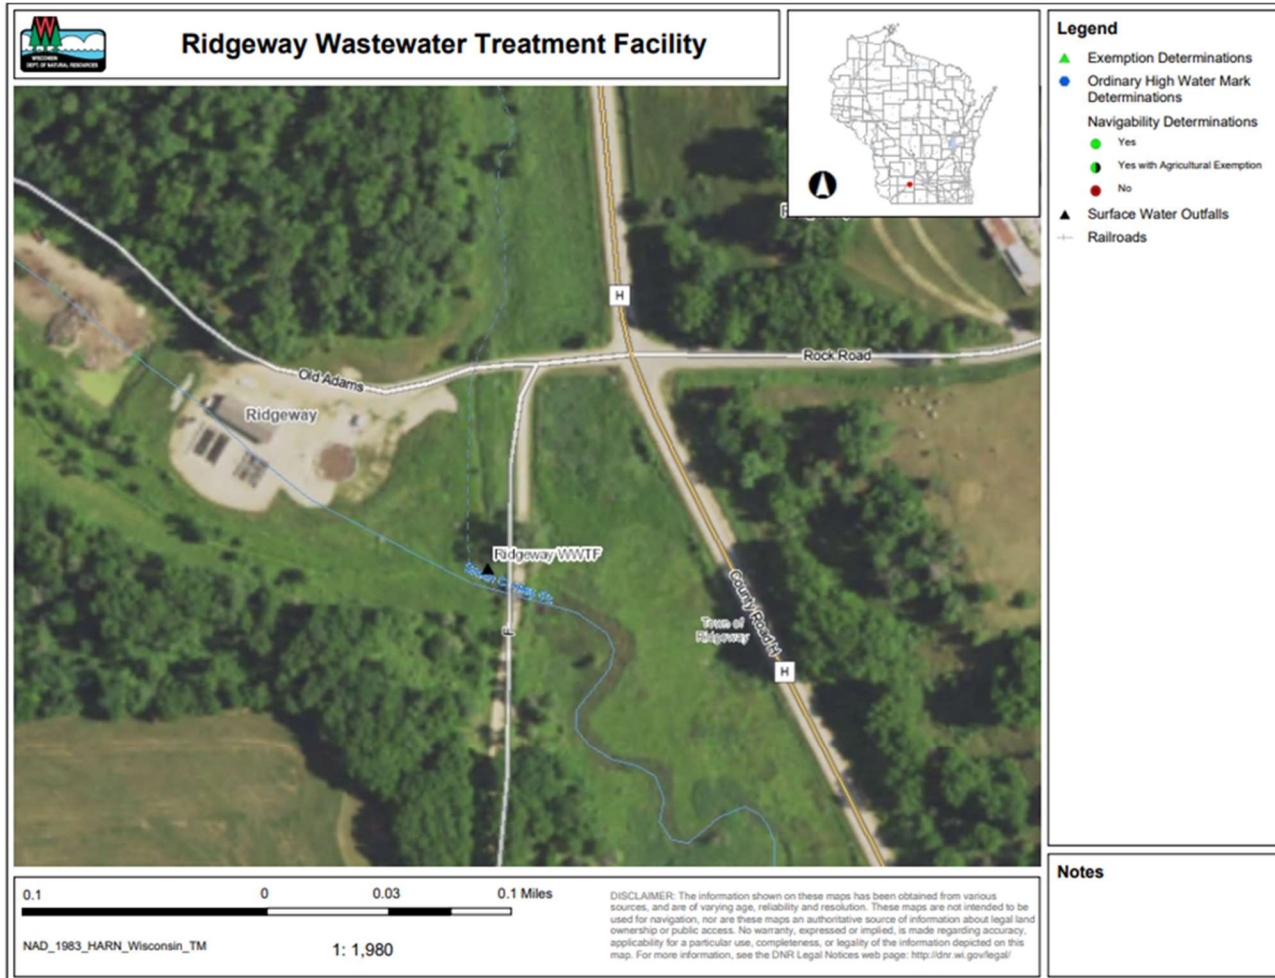 WISCONSIN
DEPT. OF NATURAL RESOURCES
Ridgeway Wastewater Treatment Facility
Legend
Exemption Determinations
Ordinary High Water Mark
Determinations
Navigability Determinations
Yes
Yes with Agricultural Exemption
No
Surface Water Outfalls
Railroads
H
Rock Road
Old Adams
Ridgeway
Ridgeway WWTF
F
Town of
Ridgeway
County Road H
H
0.1
0
0.03
0.1 Miles
NAD_1983_HARN_Wisconsin_TM
1: 1,980
DISCLAIMER: The information shown on these maps has been obtained from various
sources, and are of varying age, reliability and resolution. These maps are not intended to be
used for navigation, nor are these maps an authoritative source of information about legal land
ownership or public access. No warranty, expressed or implied, is made regarding accuracy,
applicability for a particular use, completeness, or legality of the information depicted on this
map. For more information, see the DNR Legal Notices web page: http://dnr.wi.gov/legal/
Notes